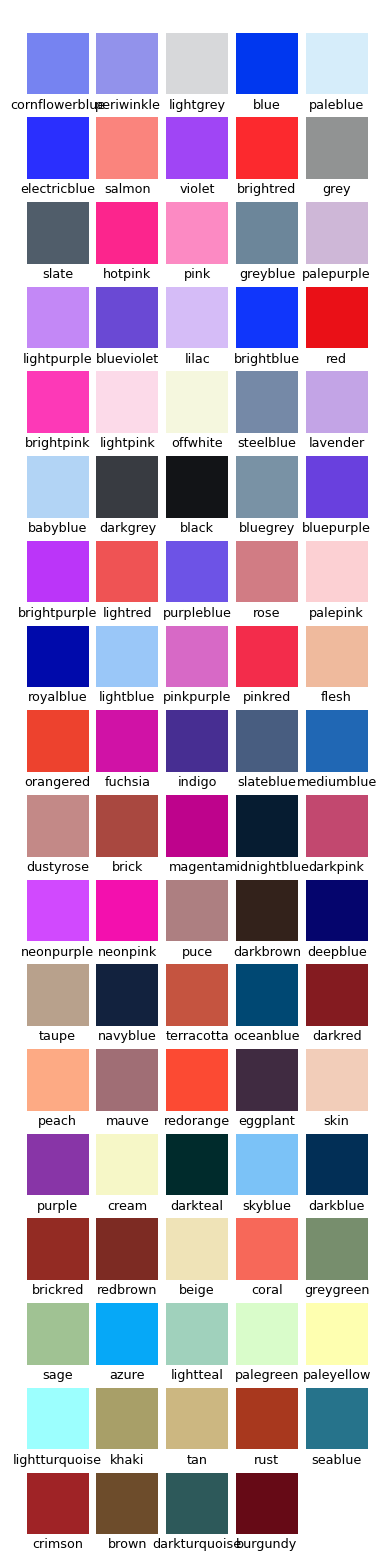 cornflowerblue periwinkle lightgrey blue paleblue
electricblue salmon violet brightred grey
slate hotpink pink greyblue palepurple
lightpurple blueviolet lilac brightblue red
brightpink lightpink offwhite steelblue lavender
babyblue darkgrey black bluegrey bluepurple
brightpurple lightred purpleblue rose palepink
royalblue lightblue pinkpurple pinkred flesh
orangered fuchsia indigo slateblue mediumblue
dustyrose brick magenta midnightblue darkpink
neonpurple neonpink puce darkbrown deepblue
taupe navyblue terracotta oceanblue darkred
peach mauve redorange eggplant skin
purple cream darkteal skyblue darkblue
brickred redbrown beige coral greygreen
sage azure lightteal palegreen paleyellow
lightturquoise khaki tan rust seablue
crimson brown darkturquoise burgundy